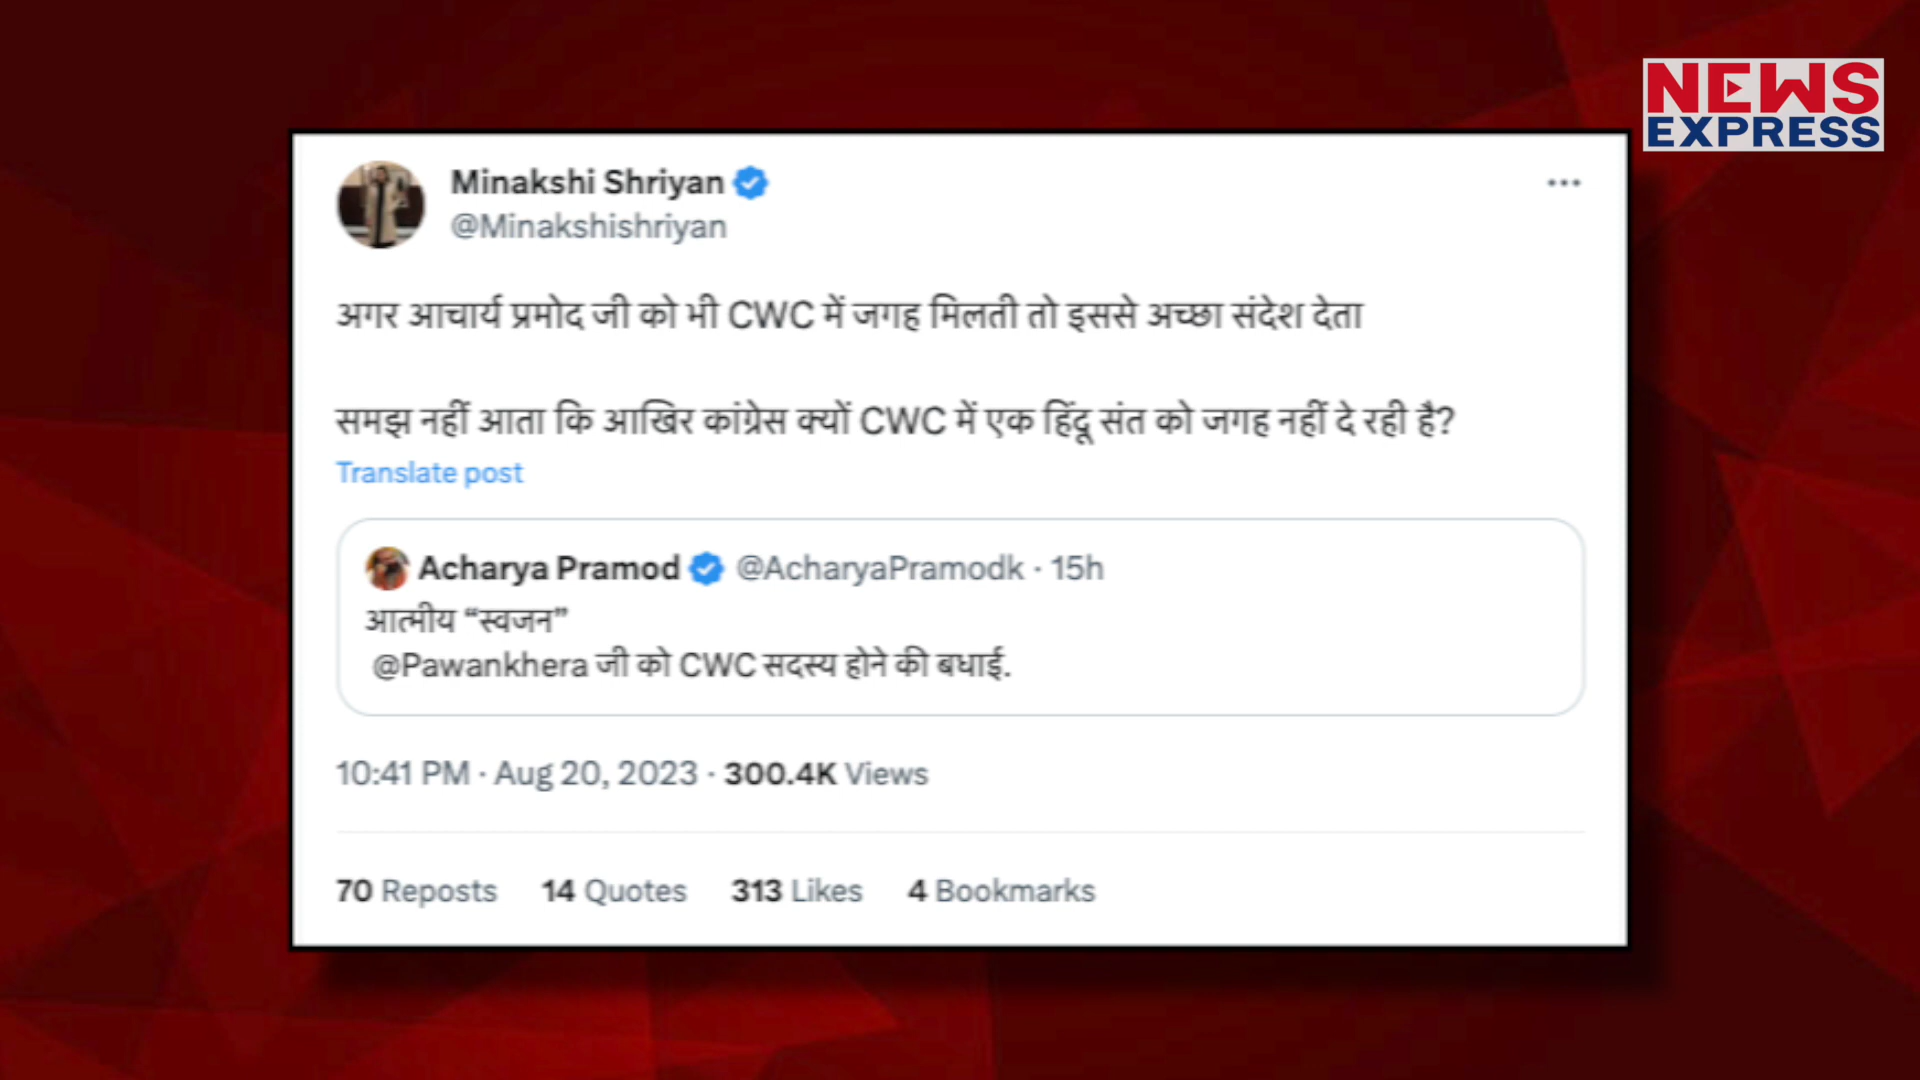 NEWS
EXPRESS
Minakshi Shriyan
@Minakshishriyan
अगर आचार्य प्रमोद जी को भी CWC में जगह मिलती तो इससे अच्छा संदेश देता
समझ नहीं आता कि आखिर कांग्रेस क्यों CWC में एक हिंदू संत को जगह नहीं दे रही है?
Translate post
Acharya Pramod @AcharyaPramodk · 15h
आत्मीय “स्वजन”
@Pawankhera जी को CWC सदस्य होने की बधाई.
10:41 PM · Aug 20, 2023 · 300.4K Views
70 Reposts 14 Quotes 313 Likes 4 Bookmarks